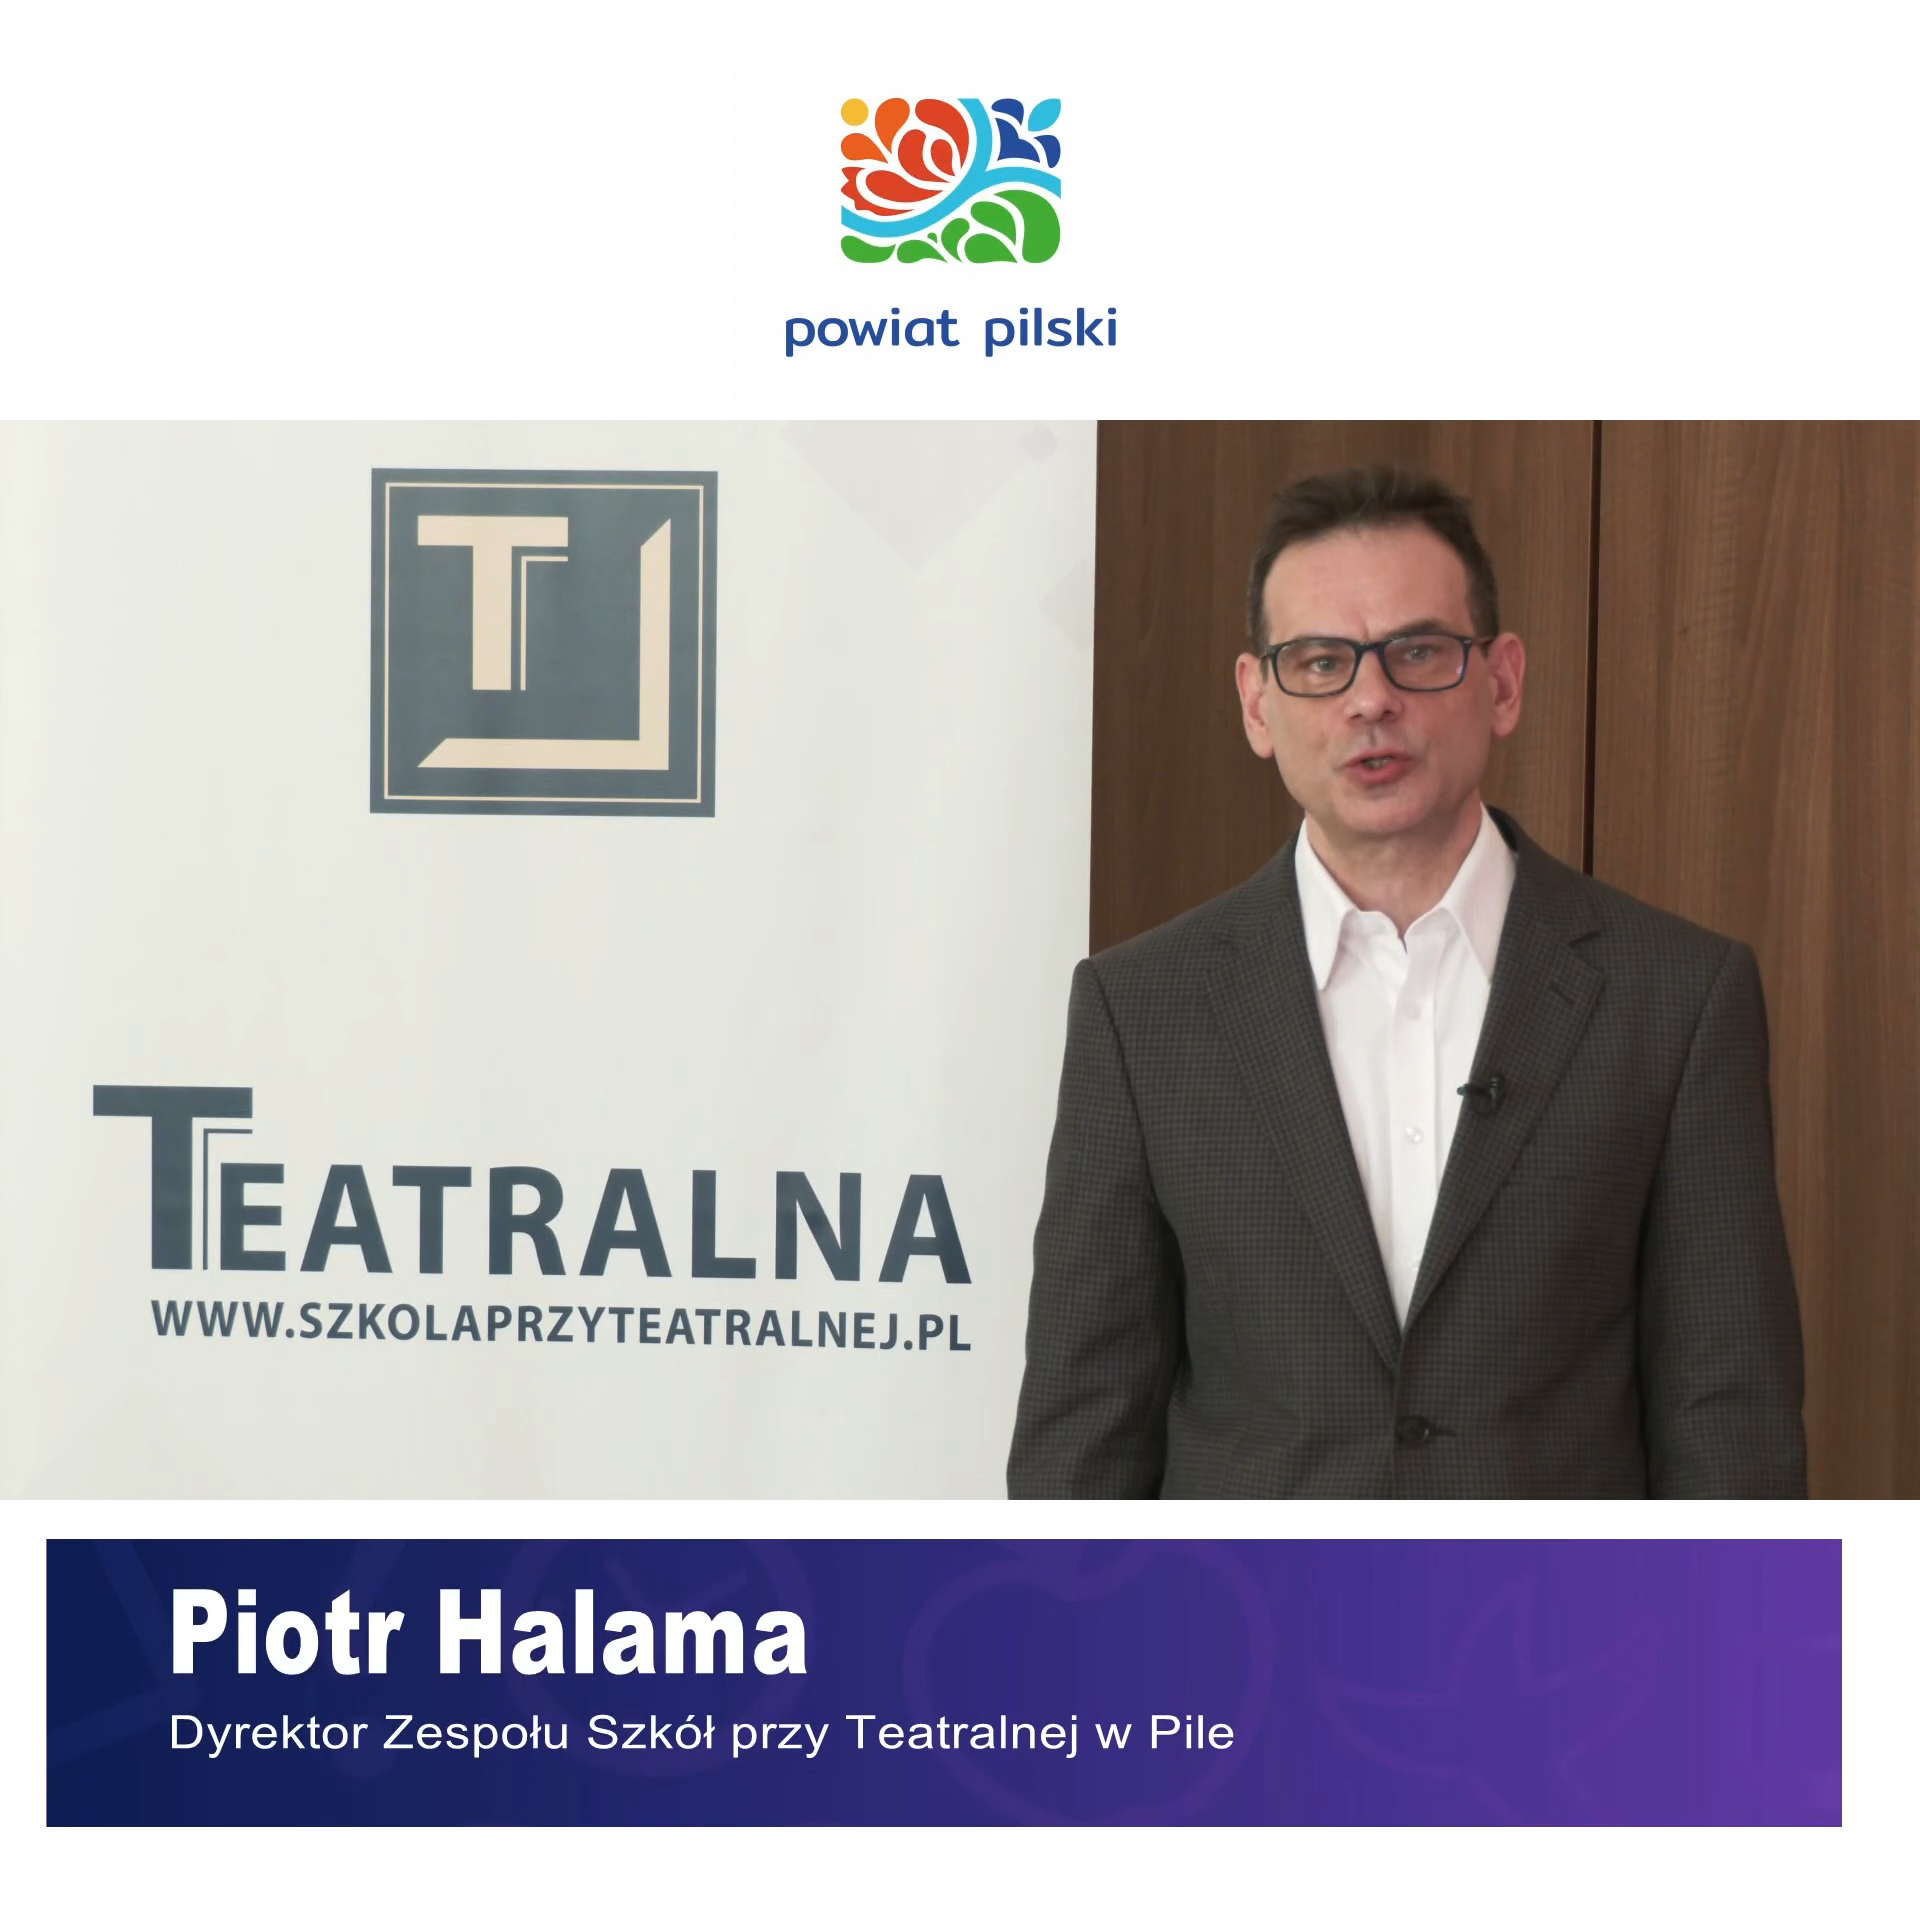 powiat pilski
T
TEATRALNA
WWW.SZKOLAPRZYTEATRALNEJ.PL
Piotr Halama
Dyrektor Zespołu Szkół przy Teatralnej w Pile